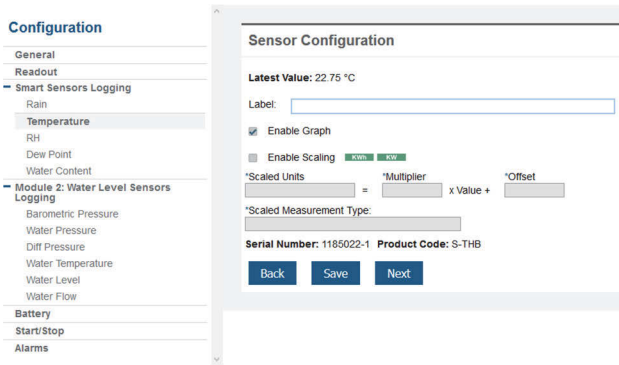 Configuration
General
Readout
Smart Sensors Logging
Rain
Temperature
RH
Dew Point
Water Content
Module 2: Water Level Sensors
Logging
Barometric Pressure
Water Pressure
Diff Pressure
Water Temperature
Water Level
Water Flow
Battery
Start/Stop
Alarms
Sensor Configuration
Latest Value: 22.75 °C
Label:
Enable Graph
Enable Scaling KWh KW
*Scaled Units *Multiplier *Offset
= x Value +
*Scaled Measurement Type:
Serial Number: 1185022-1 Product Code: S-THB
Back Save Next